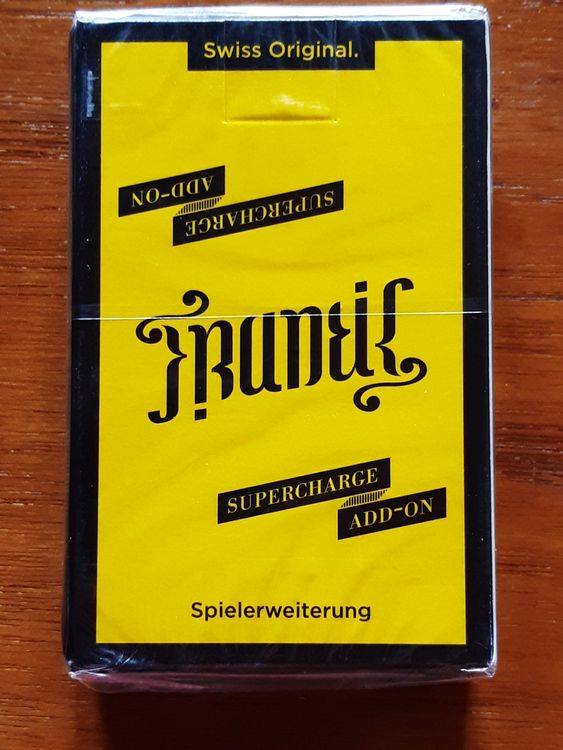 Swiss Original.
ADD-ON
SUPERCHARGE
FRANTIC
SUPERCHARGE
ADD-ON
Spielerweiterung